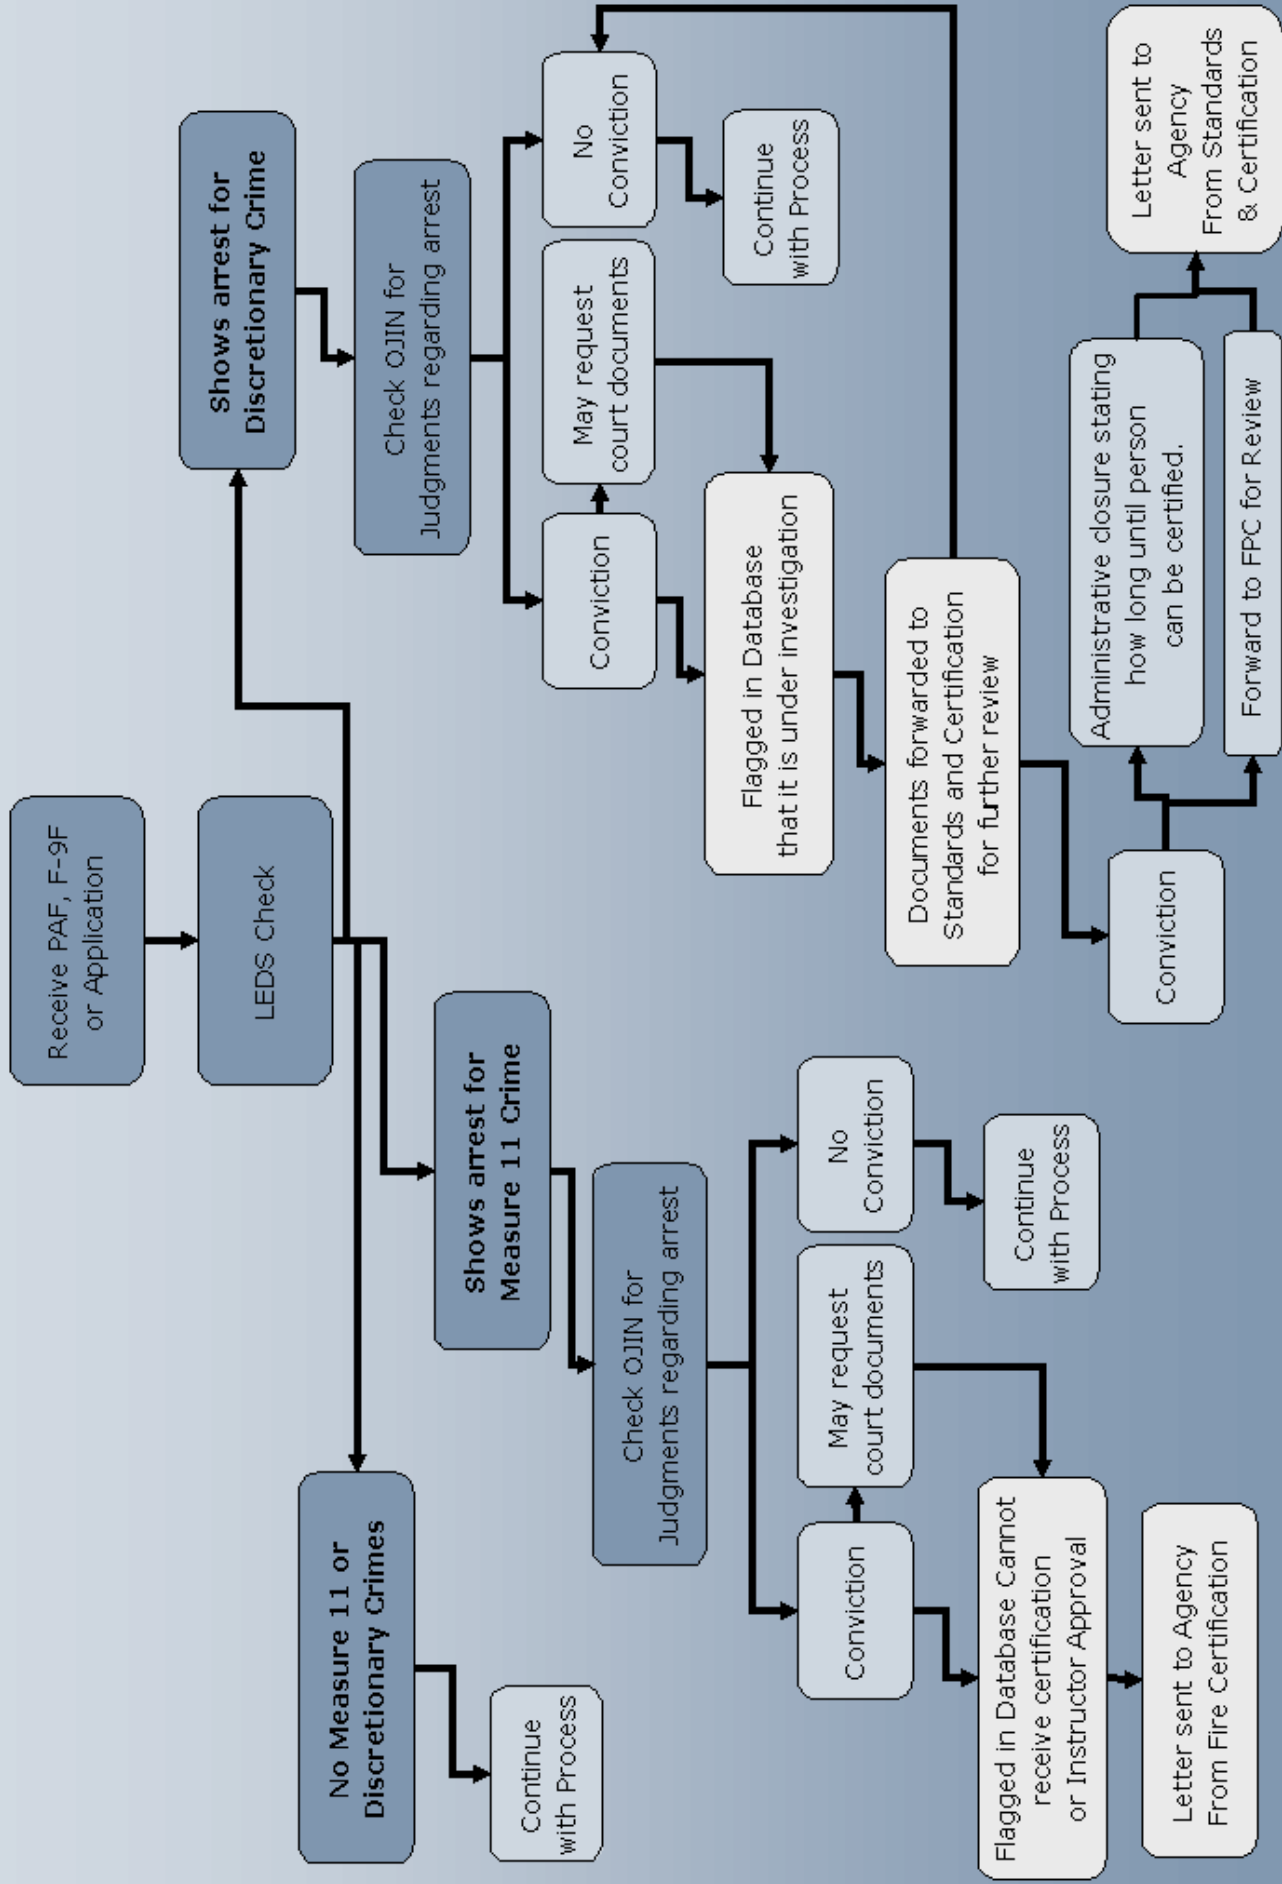 Receive PAF, F-9F
or Application
LEDS Check
No Measure 11 or
Discretionary Crimes
Continue
with Process
Shows arrest for
Measure 11 Crime
Check OJIN for
Judgments regarding arrest
Conviction
May request
court documents
No
Conviction
Continue
with Process
Flagged in Database Cannot
receive certification
or Instructor Approval
Letter sent to Agency
From Fire Certification
Shows arrest for
Discretionary Crime
Check OJIN for
Judgments regarding arrest
Conviction
May request
court documents
No
Conviction
Continue
with Process
Flagged in Database
that it is under investigation
Documents forwarded to
Standards and Certification
for further review
Conviction
Administrative closure stating
how long until person
can be certified.
Forward to FPC for Review
Letter sent to
Agency
From Standards
& Certification